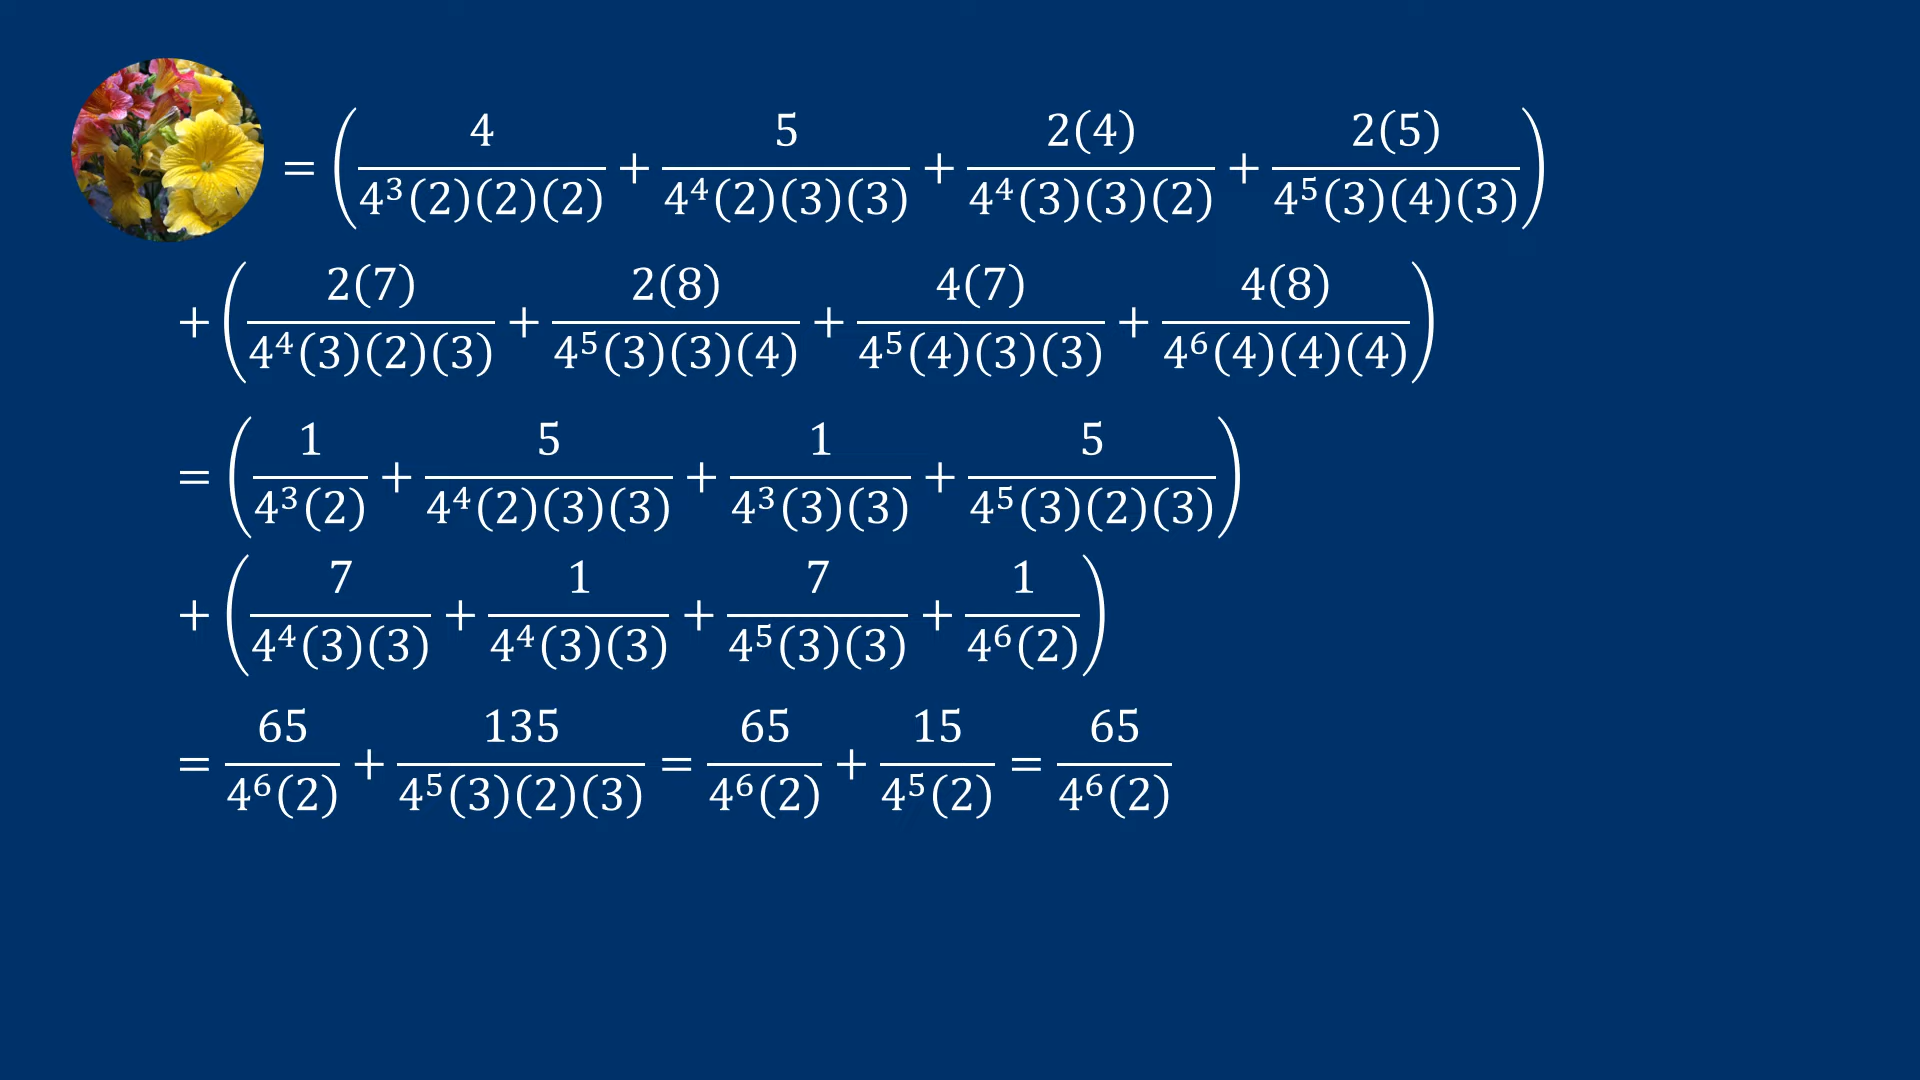 = (4/(4³(2)(2)(2)) + 5/(4⁴(2)(3)(3)) + 2(4)/(4⁴(3)(3)(2)) + 2(5)/(4⁵(3)(4)(3)))
+ (2(7)/(4⁴(3)(2)(3)) + 2(8)/(4⁵(3)(3)(4)) + 4(7)/(4⁵(4)(3)(3)) + 4(8)/(4⁶(4)(4)(4)))
= (1/(4³(2)) + 5/(4⁴(2)(3)(3)) + 1/(4³(3)(3)) + 5/(4⁵(3)(2)(3)))
+ (7/(4⁴(3)(3)) + 1/(4⁴(3)(3)) + 7/(4⁵(3)(3)) + 1/(4⁶(2)))
= 65/(4⁶(2)) + 135/(4⁵(3)(2)(3)) = 65/(4⁶(2)) + 15/(4⁵(2)) = 65/(4⁶(2))